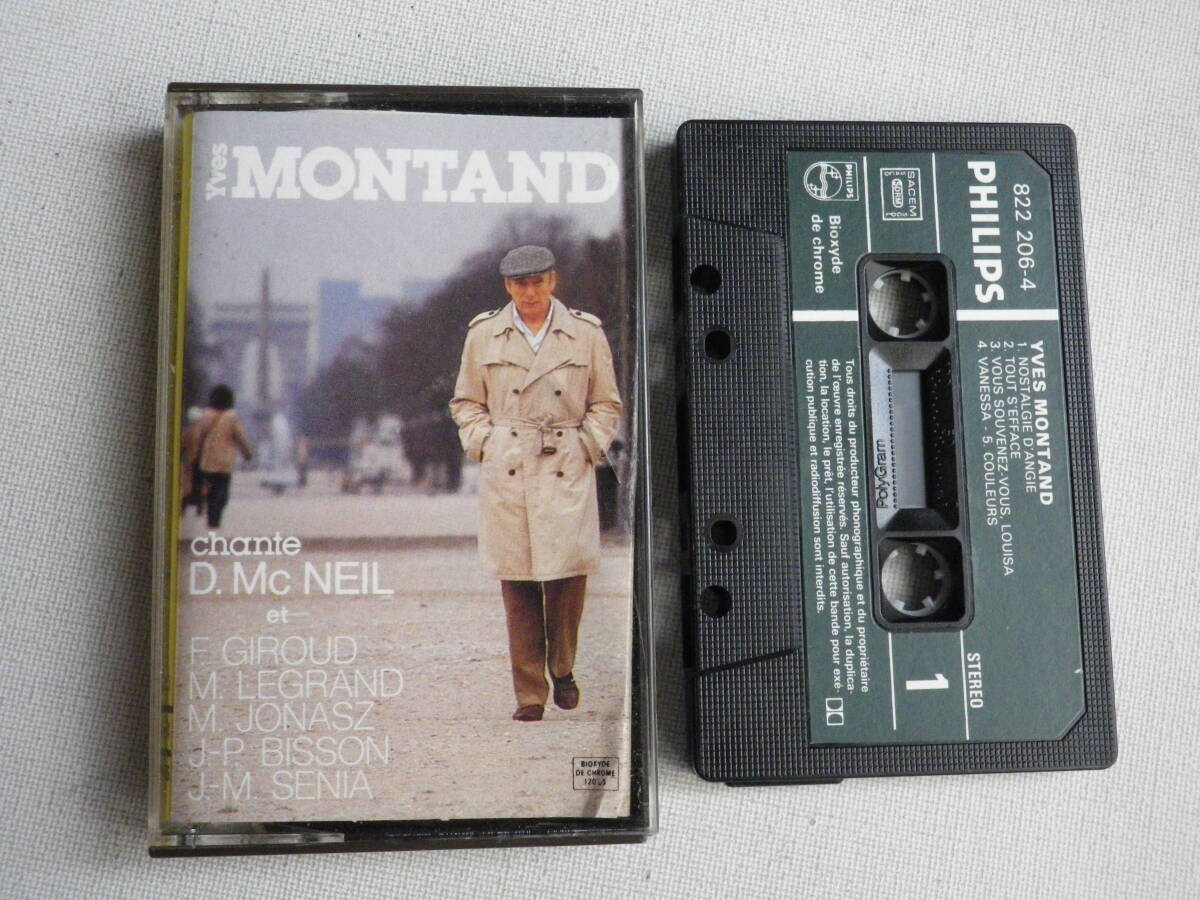 Yves
MONTAND
chante
D. Mc NEIL
et
F. GIROUD
M. LEGRAND
M. JONASZ
J-P. BISSON
J.-M. SENIA
BIOXYDE
DE CHROME
822 206-4
PHILIPS
SACEM
PHILIPS
Bioxyde
de chrome
YVES MONTAND
1. NOSTALGIE D'ANGIE
2. TOUT S'EFFACE
3. VOUS SOUVENEZ-VOUS, LOUISA
4. VANESSA - 5. COULEURS
PolyGram
Tous droits du producteur phonographique et du propriétaire
de l'œuvre enregistrée réservés. Sauf autorisation, la duplica-
tion, la location, le prêt, l'utilisation de cette bande pour exé-
cution publique et radiodiffusion sont interdits.
STEREO
1